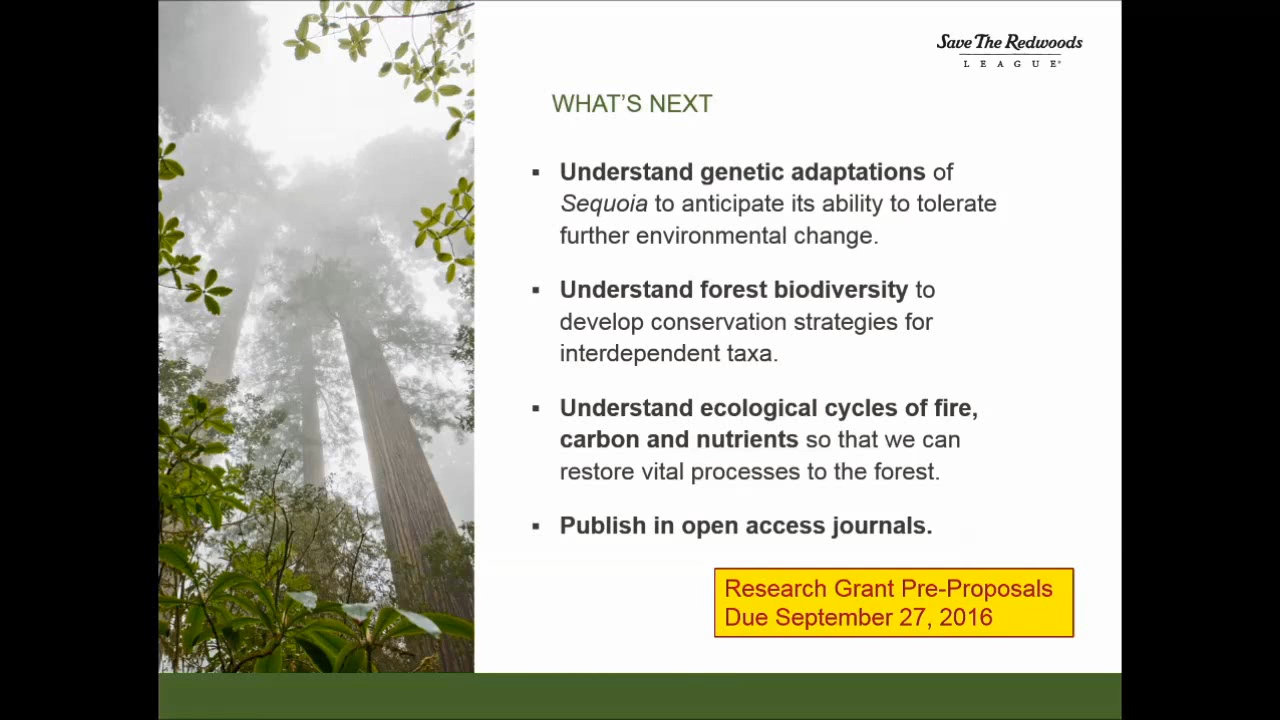 Save The Redwoods
LEAGUE®
WHAT'S NEXT
▪ Understand genetic adaptations of
Sequoia to anticipate its ability to tolerate
further environmental change.
▪ Understand forest biodiversity to
develop conservation strategies for
interdependent taxa.
▪ Understand ecological cycles of fire,
carbon and nutrients so that we can
restore vital processes to the forest.
▪ Publish in open access journals.
Research Grant Pre-Proposals
Due September 27, 2016